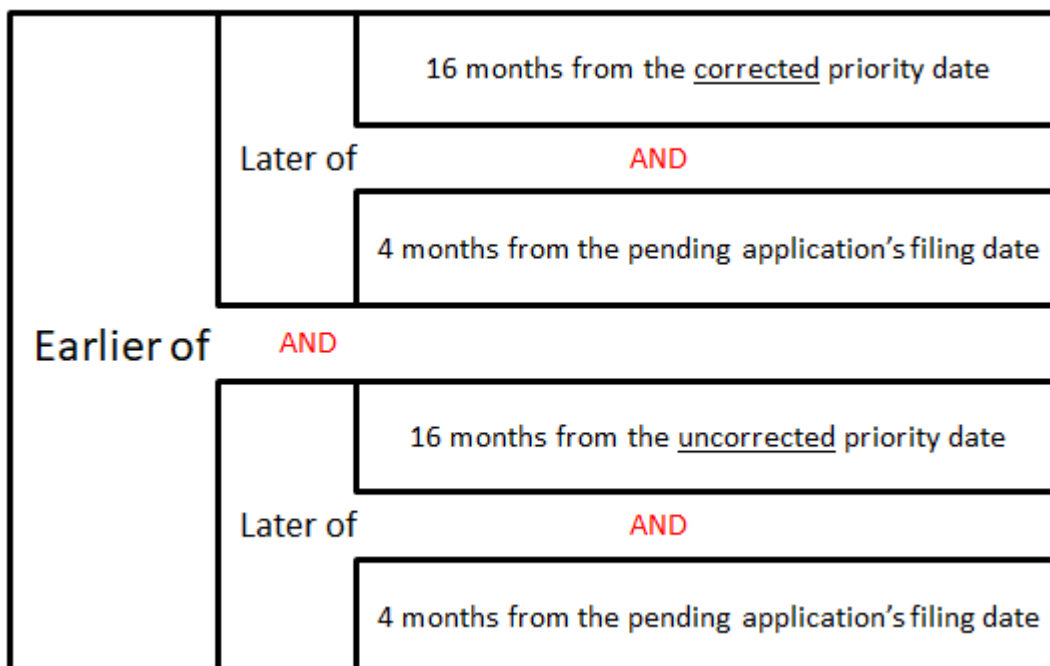 16 months from the corrected priority date
Later of
AND
4 months from the pending application's filing date
Earlier of
AND
16 months from the uncorrected priority date
Later of
AND
4 months from the pending application's filing date